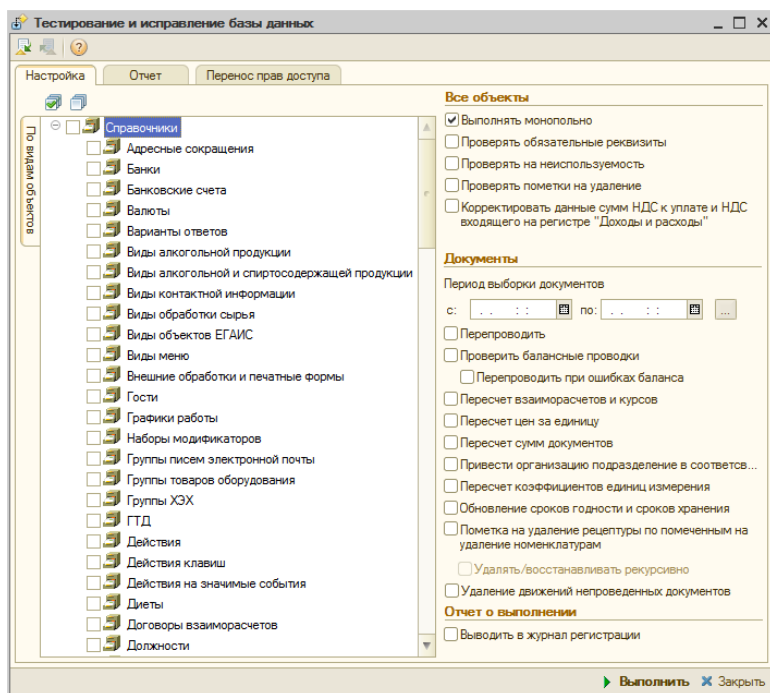 Тестирование и исправление базы данных
Настройка
Отчет
Перенос прав доступа
По видам объектов
Справочники
Адресные сокращения
Банки
Банковские счета
Валюты
Варианты ответов
Виды алкогольной продукции
Виды алкогольной и спиртосодержащей продукции
Виды контактной информации
Виды обработки сырья
Виды объектов ЕГАИС
Виды меню
Внешние обработки и печатные формы
Гости
Графики работы
Наборы модификаторов
Группы писем электронной почты
Группы товаров оборудования
Группы ХЭХ
ГТД
Действия
Действия клавиш
Действия на значимые события
Диеты
Договоры взаиморасчетов
Должности
Все объекты
Выполнять монопольно
Проверять обязательные реквизиты
Проверять на неиспользуемость
Проверять пометки на удаление
Корректировать данные сумм НДС к уплате и НДС
входящего на регистре "Доходы и расходы"
Документы
Период выборки документов
с: . . : : по: . . : : ...
Перепроводить
Проверить балансные проводки
Перепроводить при ошибках баланса
Пересчет взаиморасчетов и курсов
Пересчет цен за единицу
Пересчет сумм документов
Привести организацию подразделение в соответсв...
Пересчет коэффициентов единиц измерения
Обновление сроков годности и сроков хранения
Пометка на удаление рецептуры по помеченным на
удаление номенклатурам
Удалять/восстанавливать рекурсивно
Удаление движений непроведенных документов
Отчет о выполнении
Выводить в журнал регистрации
Выполнить
Закрыть